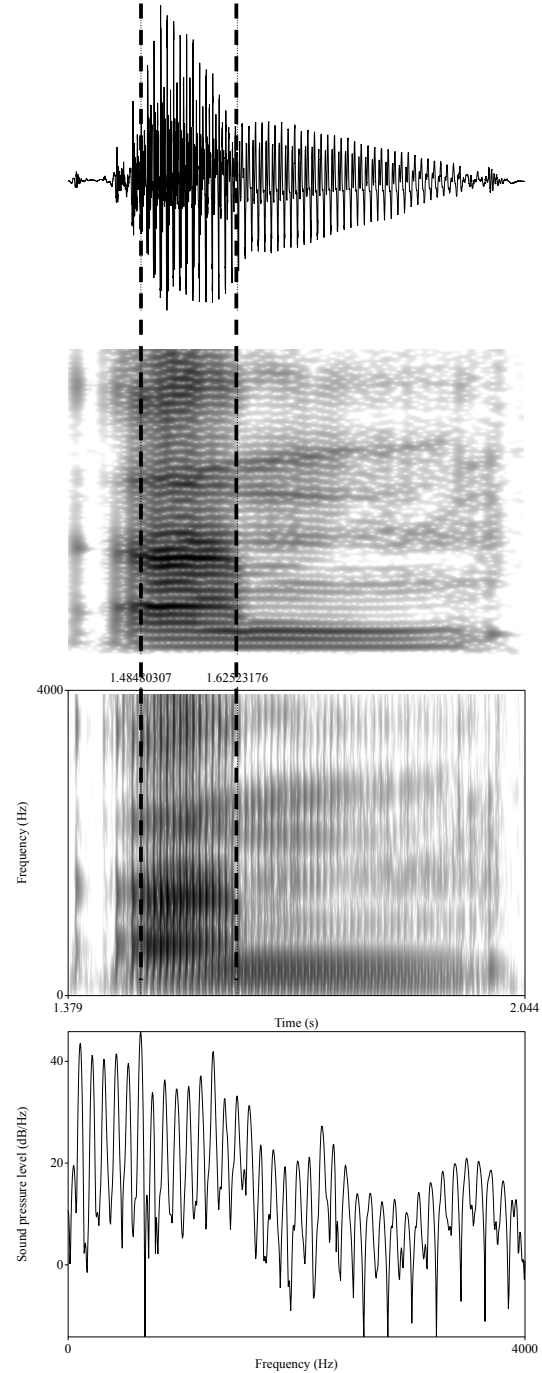 1.48480307 1.62523176
4000
Frequency (Hz)
0
1.379 2.044
Time (s)
40
20
0
Sound pressure level (dB/Hz)
0 4000
Frequency (Hz)